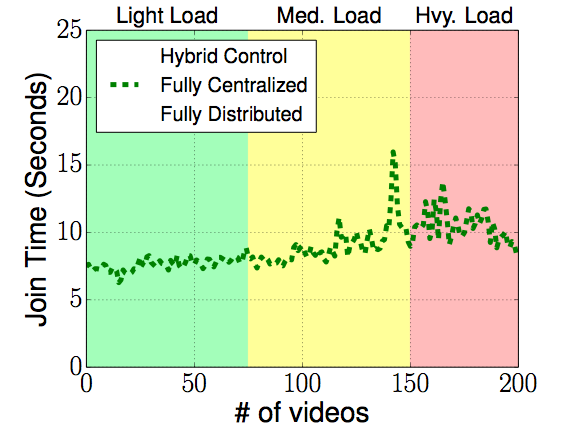 Light Load Med. Load Hvy. Load
25
20
15
10
5
0
Join Time (Seconds)
Hybrid Control
Fully Centralized
Fully Distributed
0 50 100 150 200
# of videos